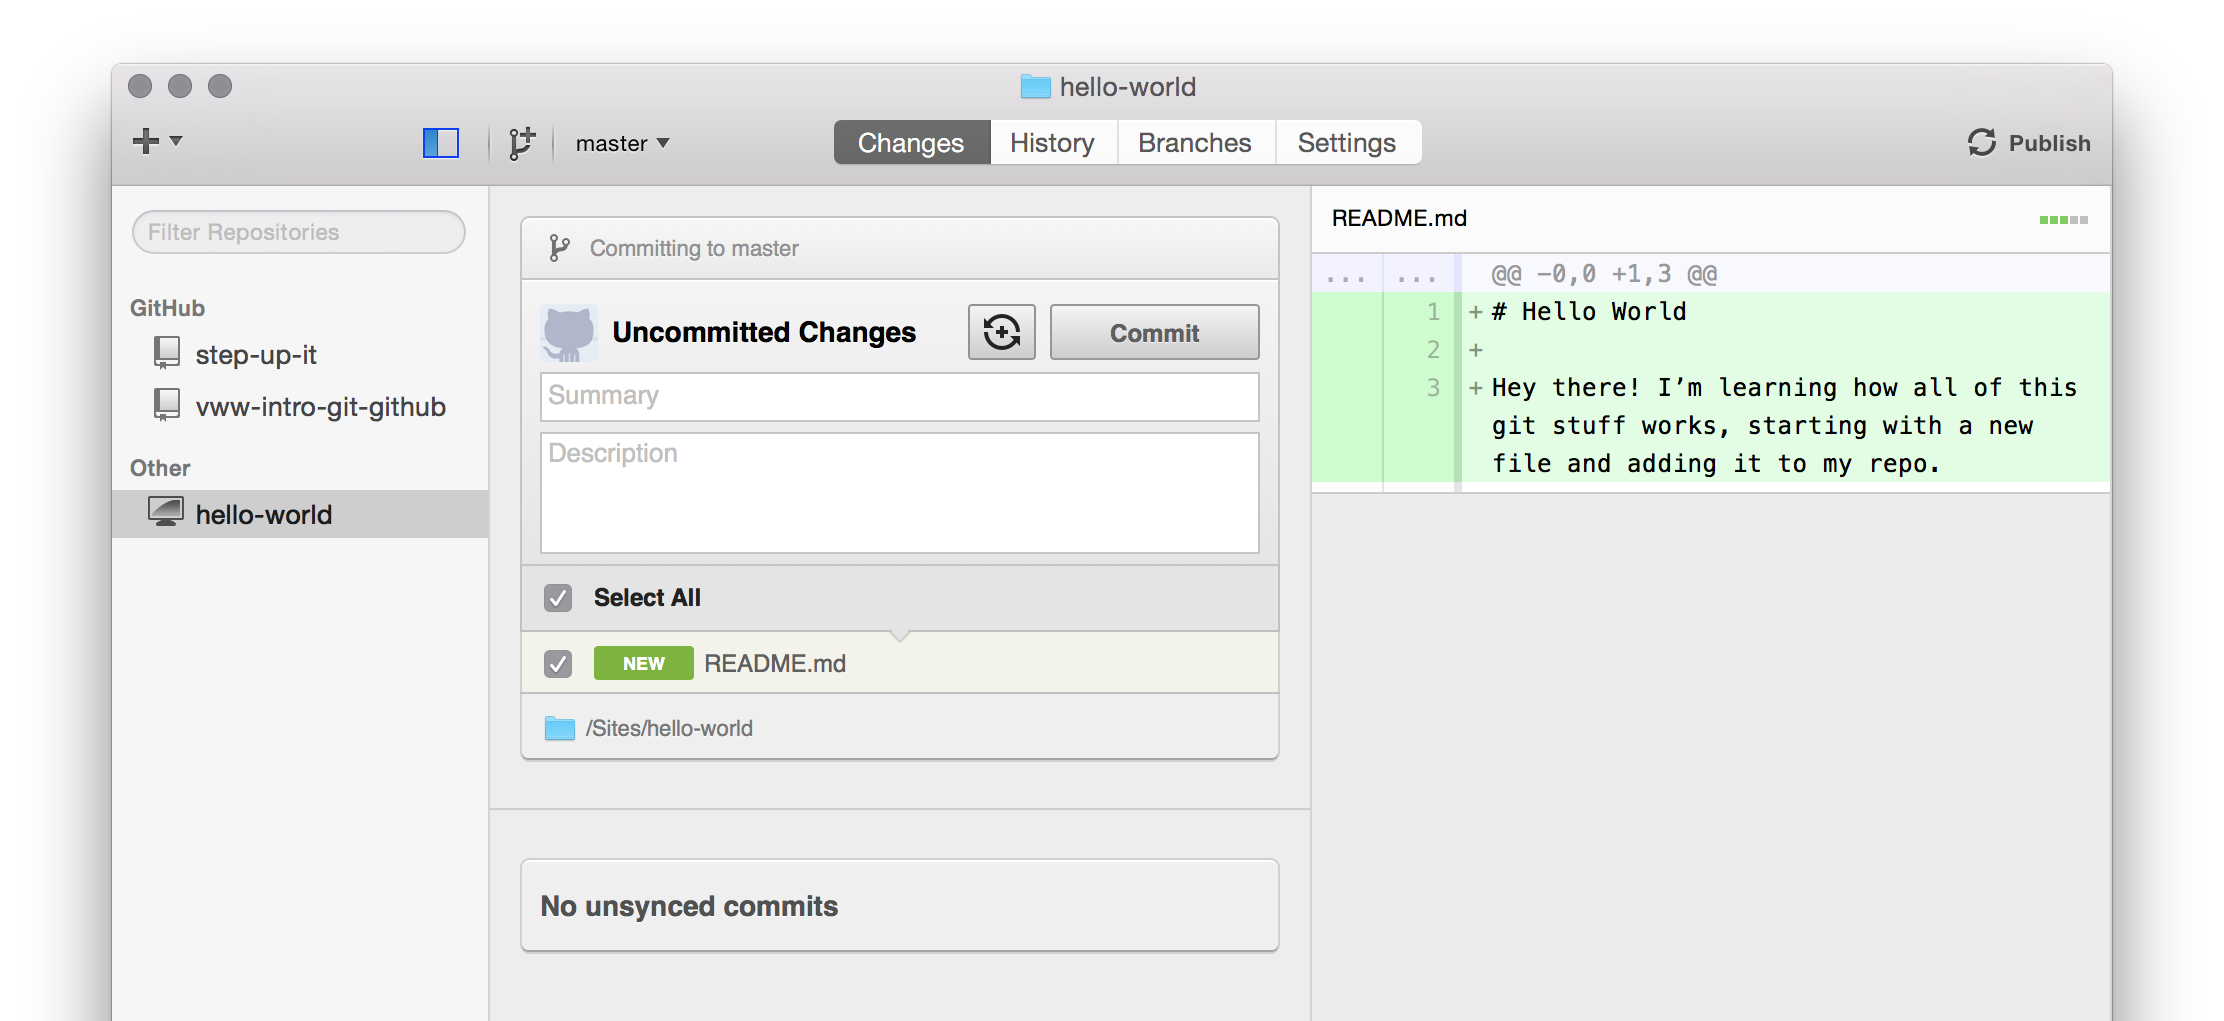 hello-world
master
Changes History Branches Settings
Publish
Filter Repositories
GitHub
step-up-it
vww-intro-git-github
Other
hello-world
Committing to master
Uncommitted Changes
Commit
Summary
Description
Select All
NEW README.md
/Sites/hello-world
No unsynced commits
README.md
... ... @@ -0,0 +1,3 @@
1 +# Hello World
2 +
3 +Hey there! I’m learning how all of this
git stuff works, starting with a new
file and adding it to my repo.